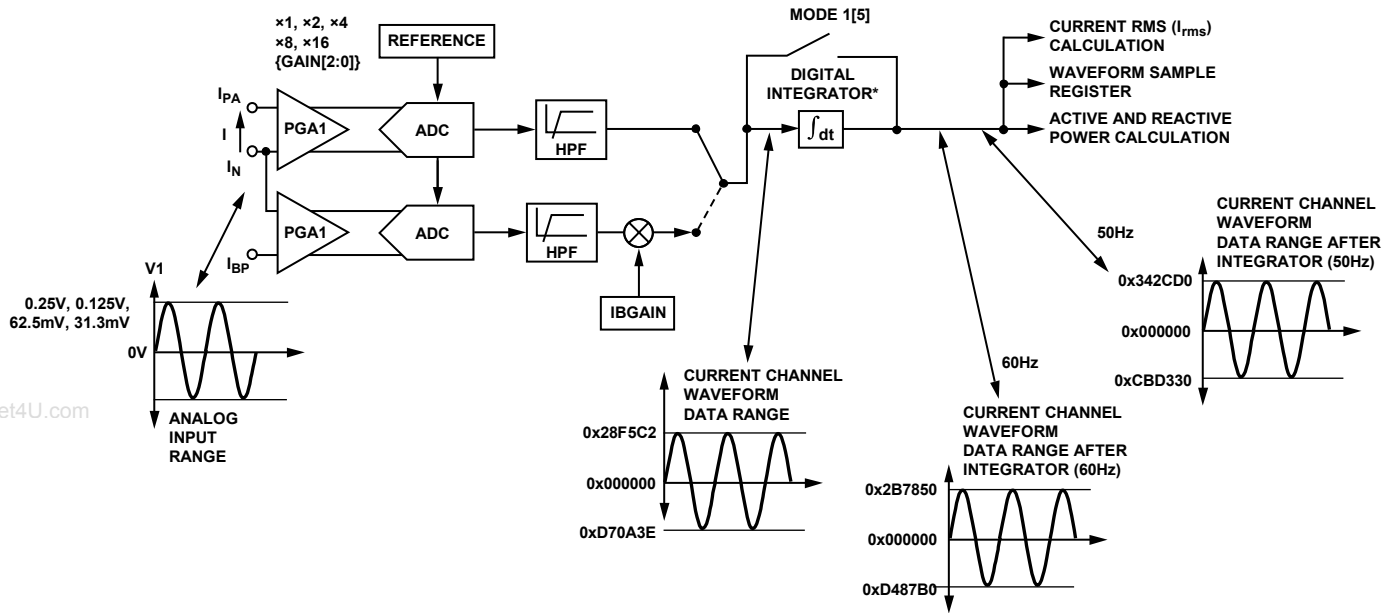 ×1, ×2, ×4
×8, ×16
{GAIN[2:0]}
REFERENCE
MODE 1[5]
CURRENT RMS (Irms)
CALCULATION
WAVEFORM SAMPLE
REGISTER
ACTIVE AND REACTIVE
POWER CALCULATION
DIGITAL
INTEGRATOR*
IPA
I
IN
PGA1
ADC
HPF
∫dt
IBP
PGA1
ADC
HPF
IBGAIN
V1
0.25V, 0.125V,
62.5mV, 31.3mV
0V
ANALOG
INPUT
RANGE
et4U.com
50Hz
CURRENT CHANNEL
WAVEFORM
DATA RANGE AFTER
INTEGRATOR (50Hz)
0x342CD0
0x000000
0xCBD330
60Hz
CURRENT CHANNEL
WAVEFORM
DATA RANGE
0x28F5C2
0x000000
0xD70A3E
CURRENT CHANNEL
WAVEFORM
DATA RANGE AFTER
INTEGRATOR (60Hz)
0x2B7850
0x000000
0xD487B0